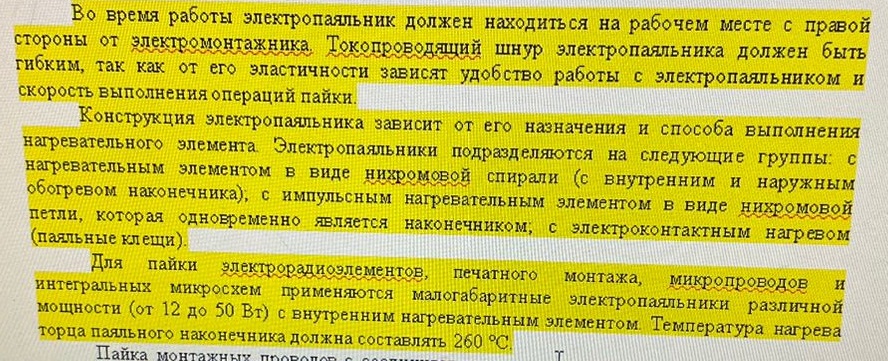 Во время работы электропаяльник должен находиться на рабочем месте с правой
стороны от электромонтажника. Токопроводящий шнур электропаяльника должен быть
гибким, так как от его эластичности зависят удобство работы с электропаяльником и
скорость выполнения операций пайки.
Конструкция электропаяльника зависит от его назначения и способа выполнения
нагревательного элемента. Электропаяльники подразделяются на следующие группы: с
нагревательным элементом в виде нихромовой спирали (с внутренним и наружным
обогревом наконечника), с импульсным нагревательным элементом в виде нихромовой
петли, которая одновременно является наконечником; с электроконтактным нагревом
(паяльные клещи).
Для пайки электрорадиоэлементов, печатного монтажа, микропроводов и
интегральных микросхем применяются малогабаритные электропаяльники различной
мощности (от 12 до 50 Вт) с внутренним нагревательным элементом. Температура нагрева
торца паяльного наконечника должна составлять 260 °С.
Пайка монтажных проводов с